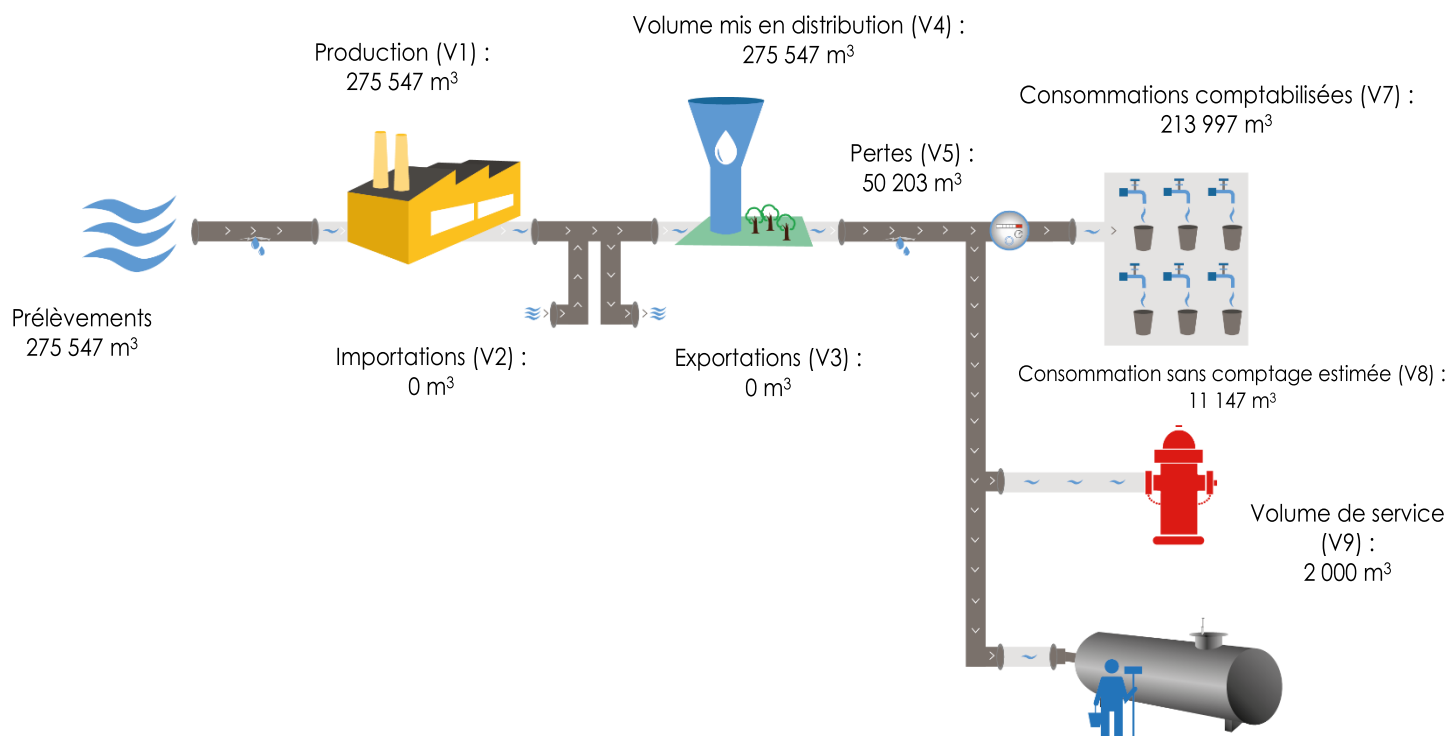 Prélèvements
275 547 m³
Production (V1) :
275 547 m³
Importations (V2) :
0 m³
Exportations (V3) :
0 m³
Volume mis en distribution (V4) :
275 547 m³
Pertes (V5) :
50 203 m³
Consommations comptabilisées (V7) :
213 997 m³
Consommation sans comptage estimée (V8) :
11 147 m³
Volume de service
(V9) :
2 000 m³